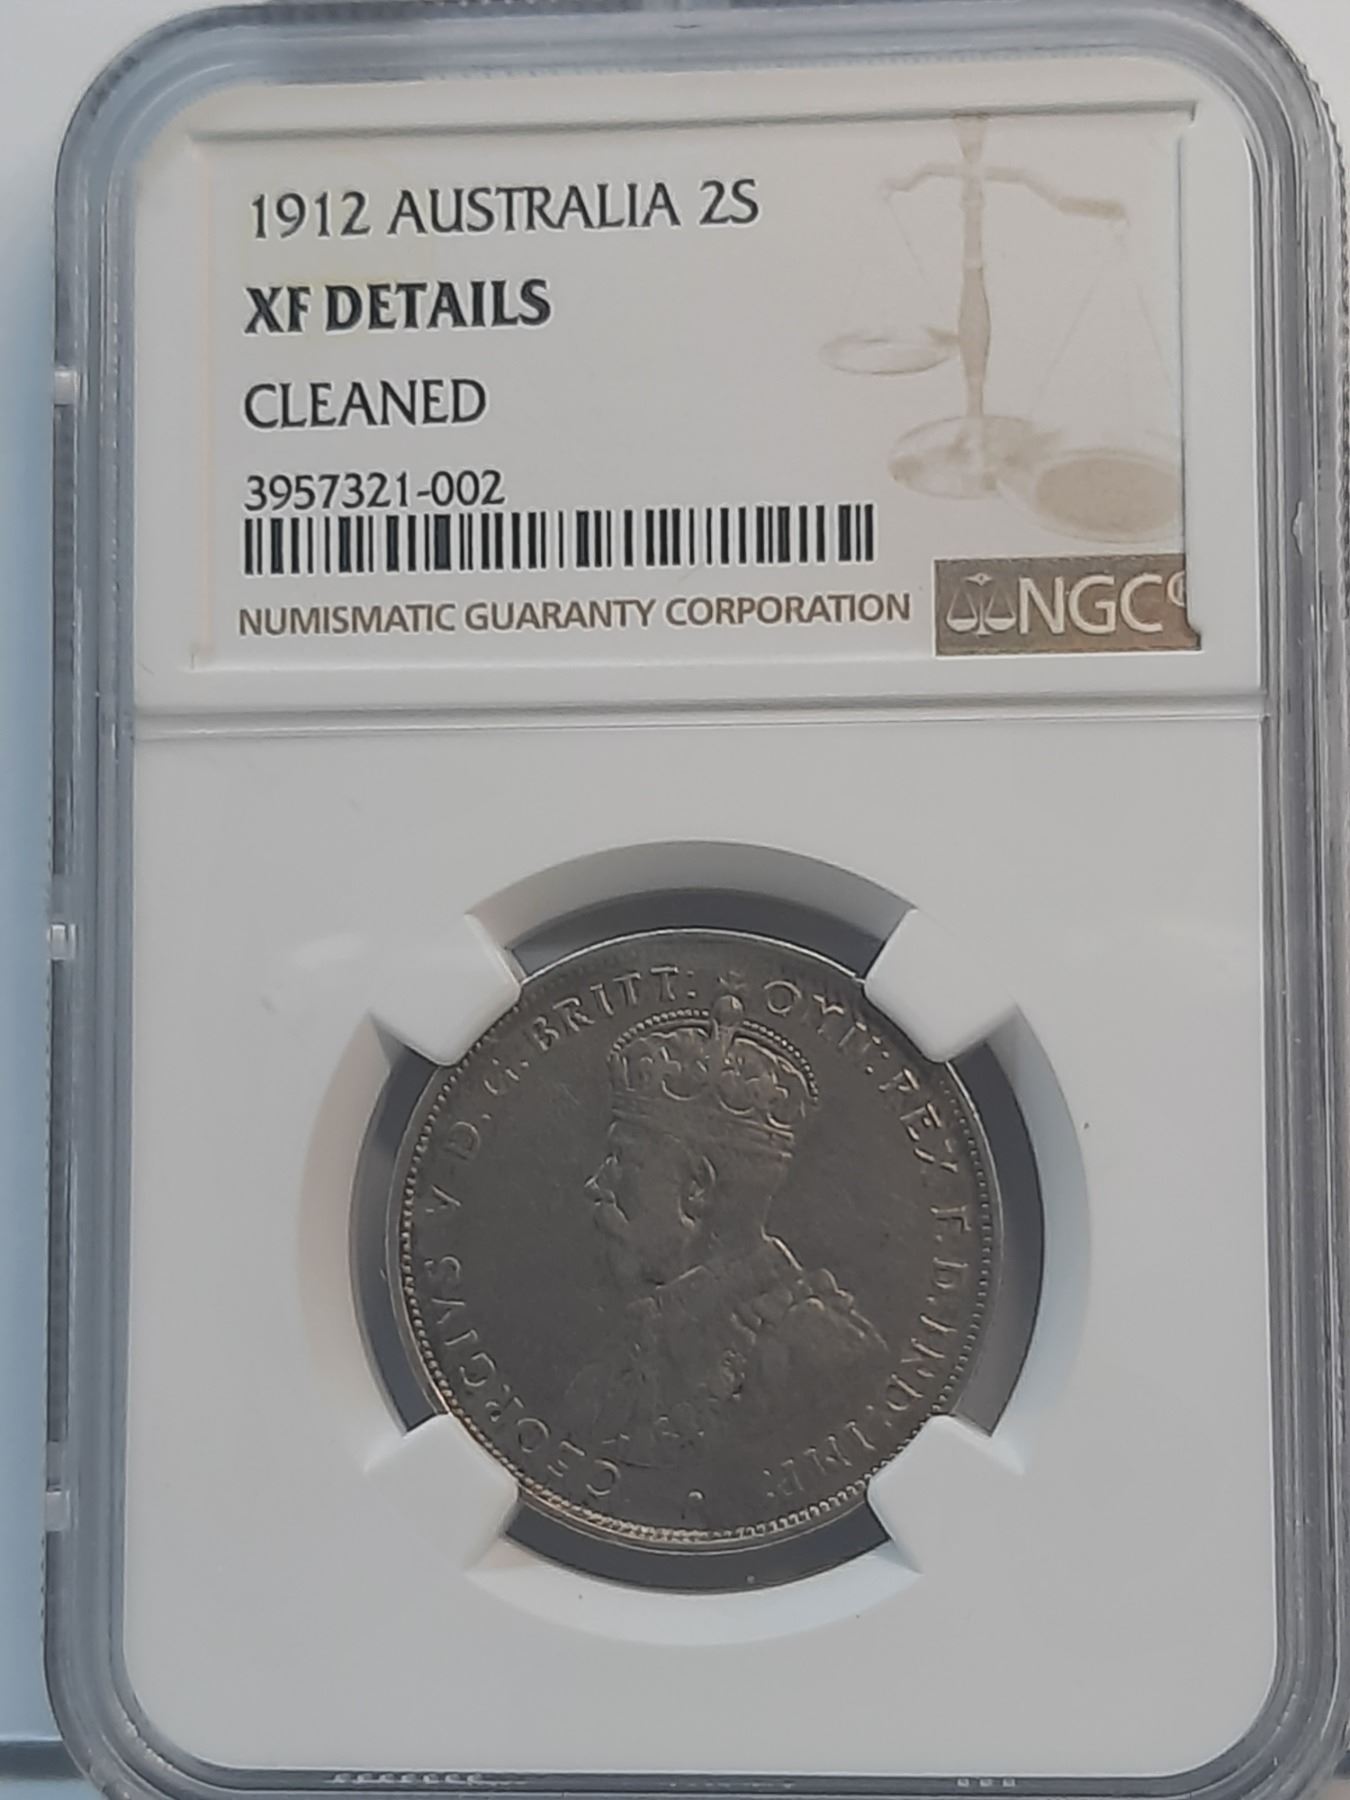 1912 AUSTRALIA 2S
XF DETAILS
CLEANED
3957321-002
NUMISMATIC GUARANTY CORPORATION
NGC
GEORGIVS V D.G. BRITT: OMN: REX F.D. IND: IMP: